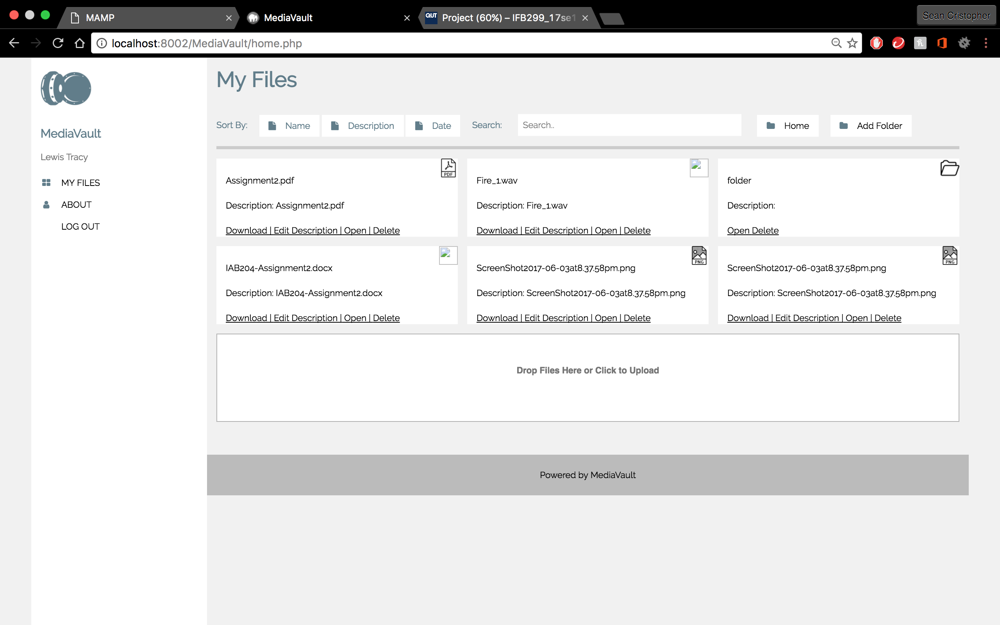 MAMP
MediaVault
QUT Project (60%) – IFB299_17se1
Sean Cristopher
localhost:8002/MediaVault/home.php
MediaVault
Lewis Tracy
MY FILES
ABOUT
LOG OUT
My Files
Sort By: Name Description Date Search: Search.. Home Add Folder
PDF
Assignment2.pdf
Description: Assignment2.pdf
Download | Edit Description | Open | Delete
Fire_1.wav
Description: Fire_1.wav
Download | Edit Description | Open | Delete
folder
Description:
Open Delete
IAB204-Assignment2.docx
Description: IAB204-Assignment2.docx
Download | Edit Description | Open | Delete
PNG
ScreenShot2017-06-03at8.37.58pm.png
Description: ScreenShot2017-06-03at8.37.58pm.png
Download | Edit Description | Open | Delete
PNG
ScreenShot2017-06-03at8.37.58pm.png
Description: ScreenShot2017-06-03at8.37.58pm.png
Download | Edit Description | Open | Delete
Drop Files Here or Click to Upload
Powered by MediaVault